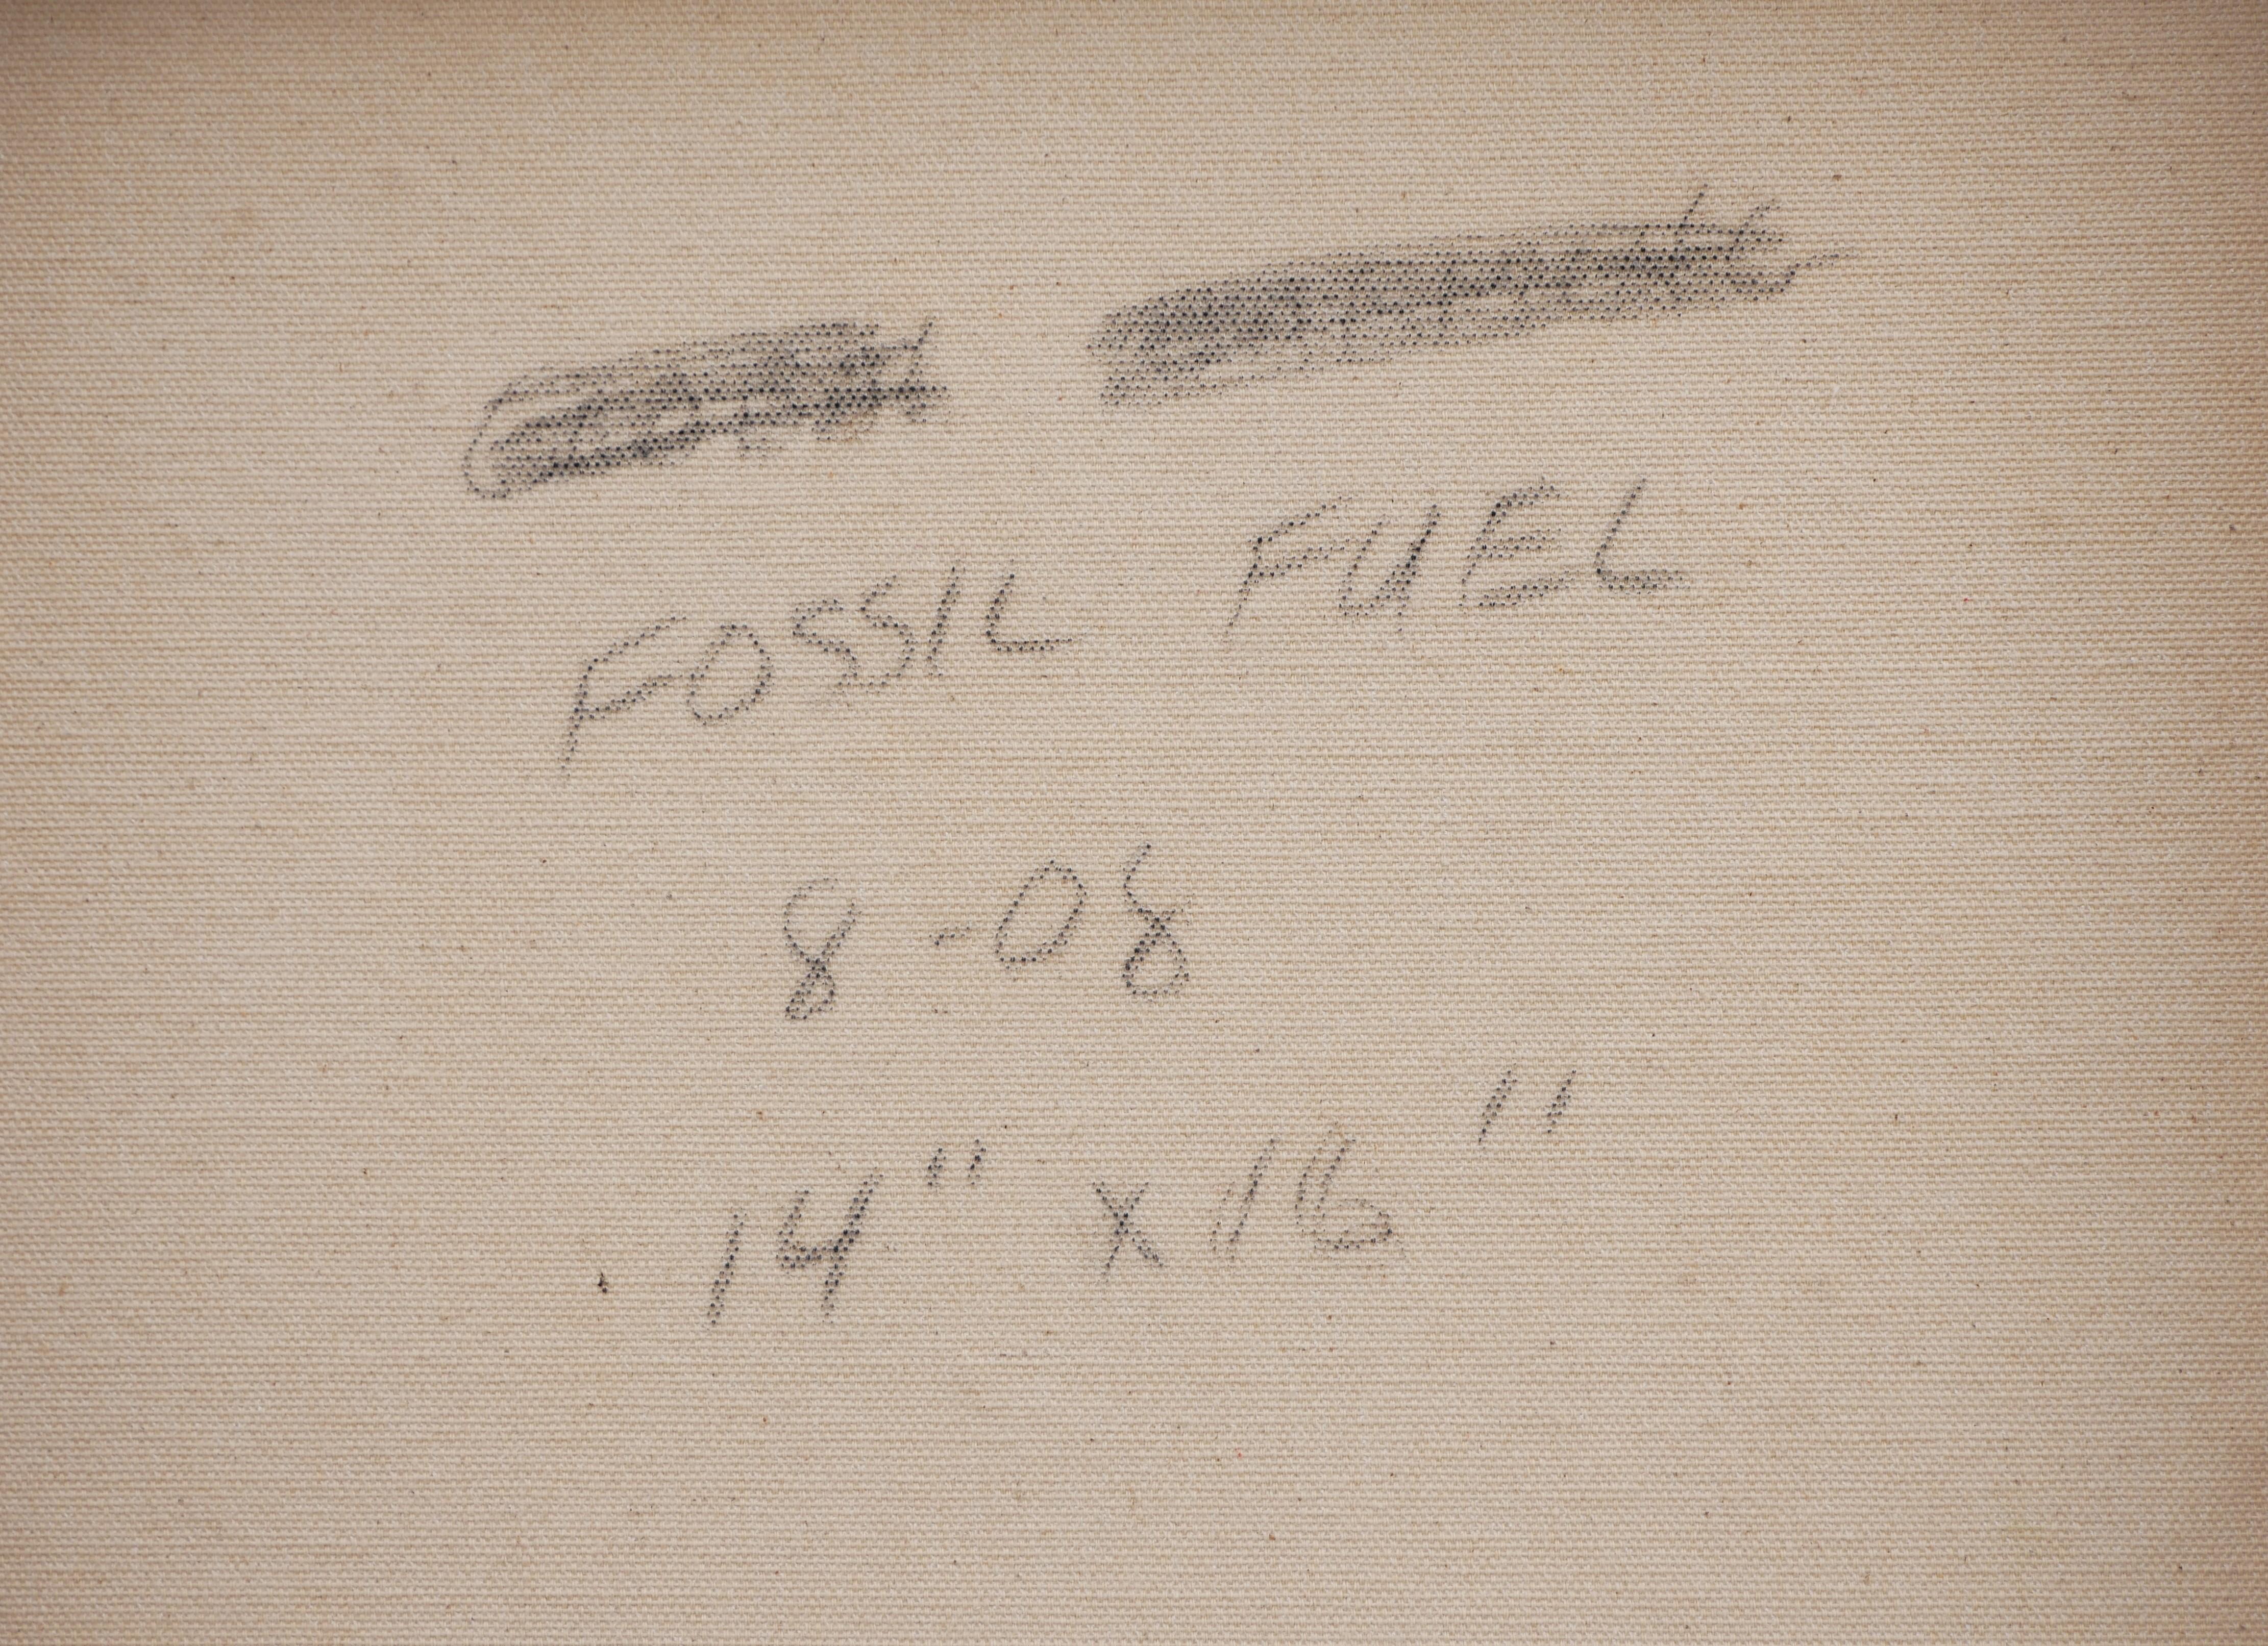 FOSSIL FUEL
8-08
14" x 16"